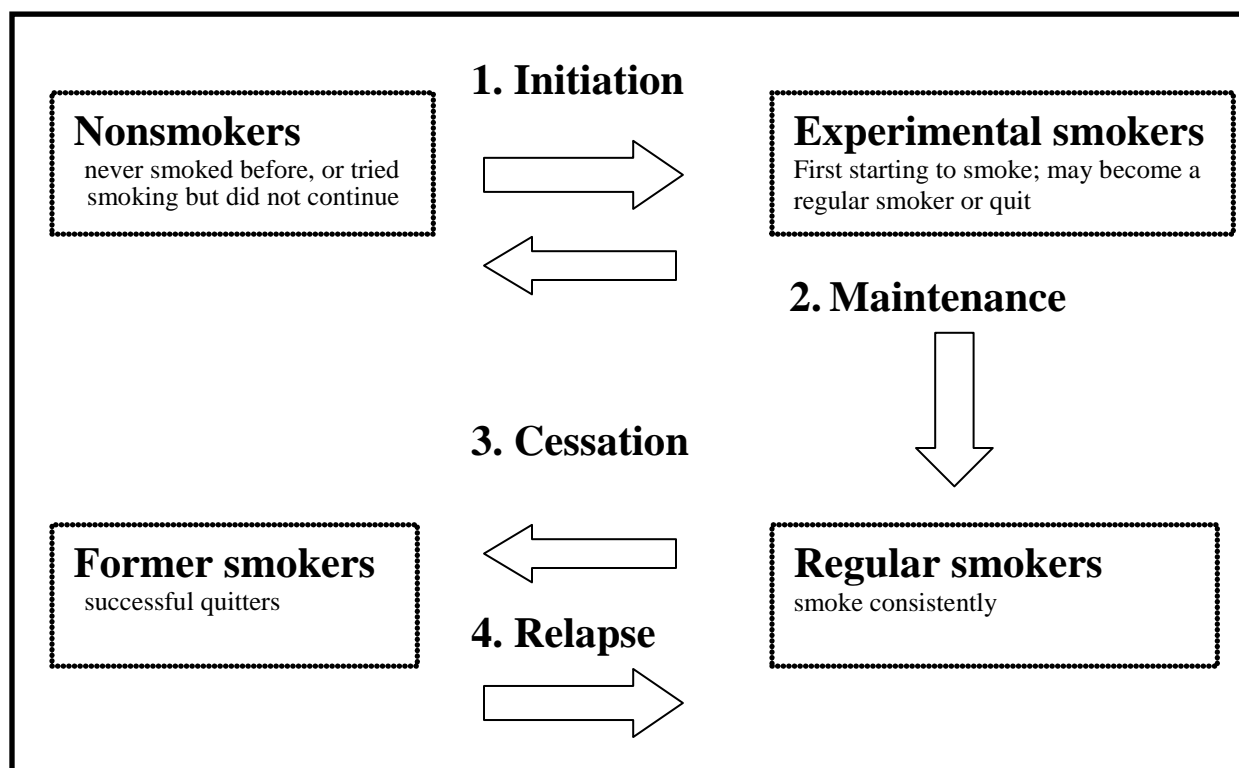 1. Initiation
Nonsmokers
never smoked before, or tried
smoking but did not continue
Experimental smokers
First starting to smoke; may become a
regular smoker or quit
2. Maintenance
3. Cessation
Former smokers
successful quitters
Regular smokers
smoke consistently
4. Relapse